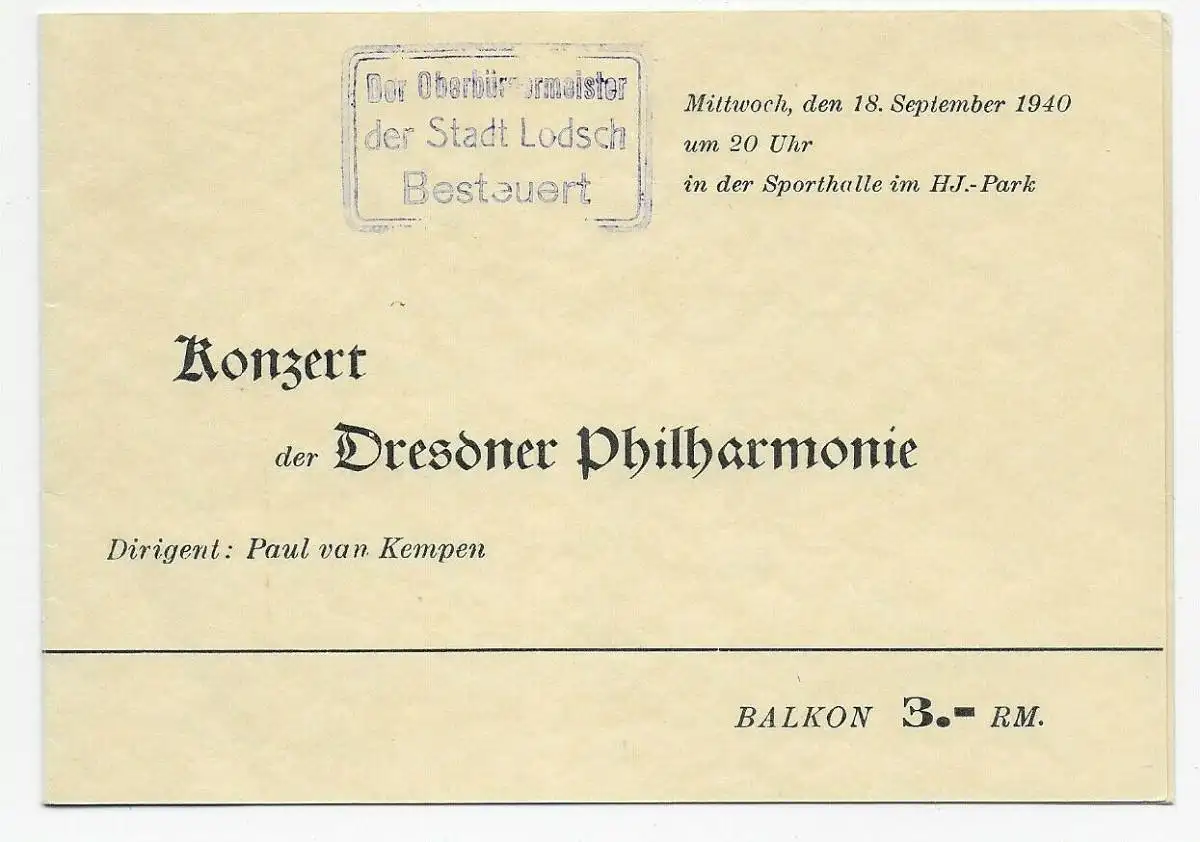 Der Oberbürgermeister
der Stadt Lodsch
Besteuert
Mittwoch, den 18. September 1940
um 20 Uhr
in der Sporthalle im HJ.-Park
Konzert
der Dresdner Philharmonie
Dirigent: Paul van Kempen
BALKON 3.- RM.